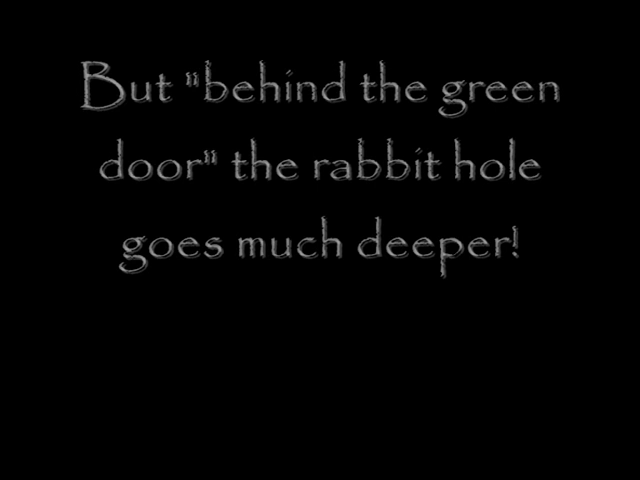 But "behind the green
door" the rabbit hole
goes much deeper!